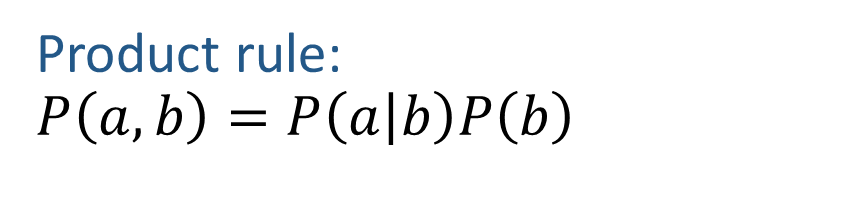 Product rule:
P(a, b) = P(a|b)P(b)